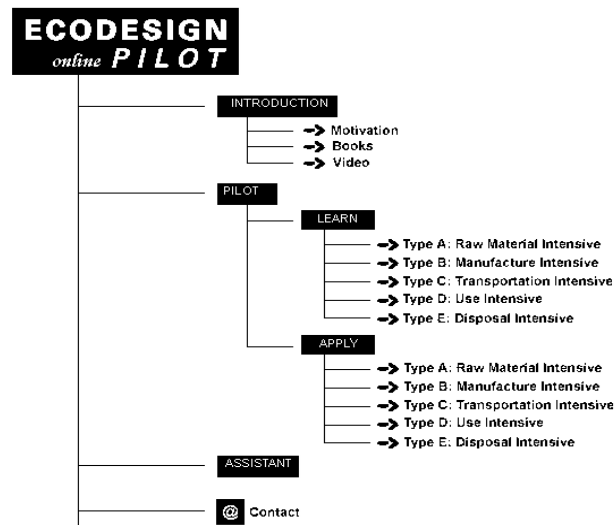 ECODESIGN
online PILOT
INTRODUCTION
Motivation
Books
Video
PILOT
LEARN
Type A: Raw Material Intensive
Type B: Manufacture Intensive
Type C: Transportation Intensive
Type D: Use Intensive
Type E: Disposal Intensive
APPLY
Type A: Raw Material Intensive
Type B: Manufacture Intensive
Type C: Transportation Intensive
Type D: Use Intensive
Type E: Disposal Intensive
ASSISTANT
@ Contact